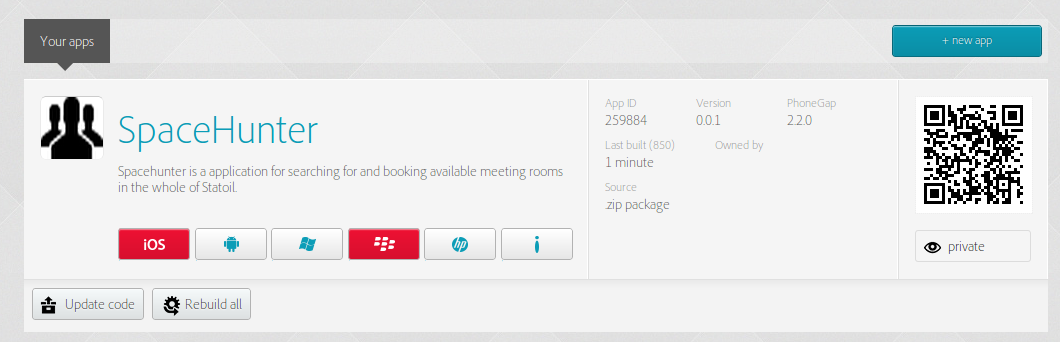 Your apps
+ new app
SpaceHunter
Spacehunter is a application for searching for and booking available meeting rooms
in the whole of Statoil.
iOS
hp
App ID
259884
Version
0.0.1
PhoneGap
2.2.0
Last built (850)
1 minute
Owned by
Source
.zip package
private
Update code
Rebuild all